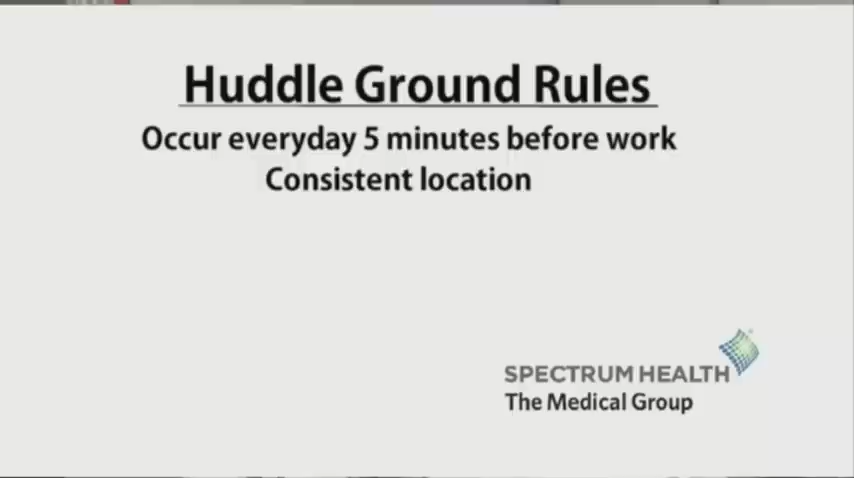 Huddle Ground Rules
Occur everyday 5 minutes before work
Consistent location
SPECTRUM HEALTH
The Medical Group